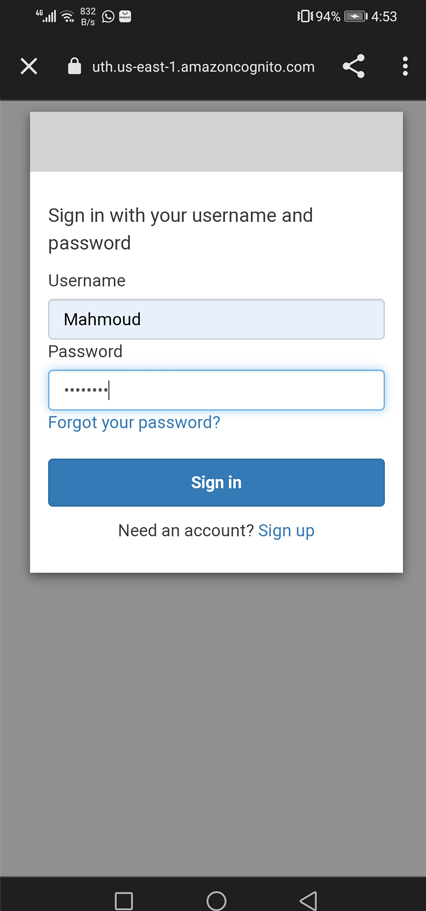 4G 832 B/s 94% 4:53
uth.us-east-1.amazoncognito.com
Sign in with your username and
password
Username
Mahmoud
Password
••••••••
Forgot your password?
Sign in
Need an account? Sign up